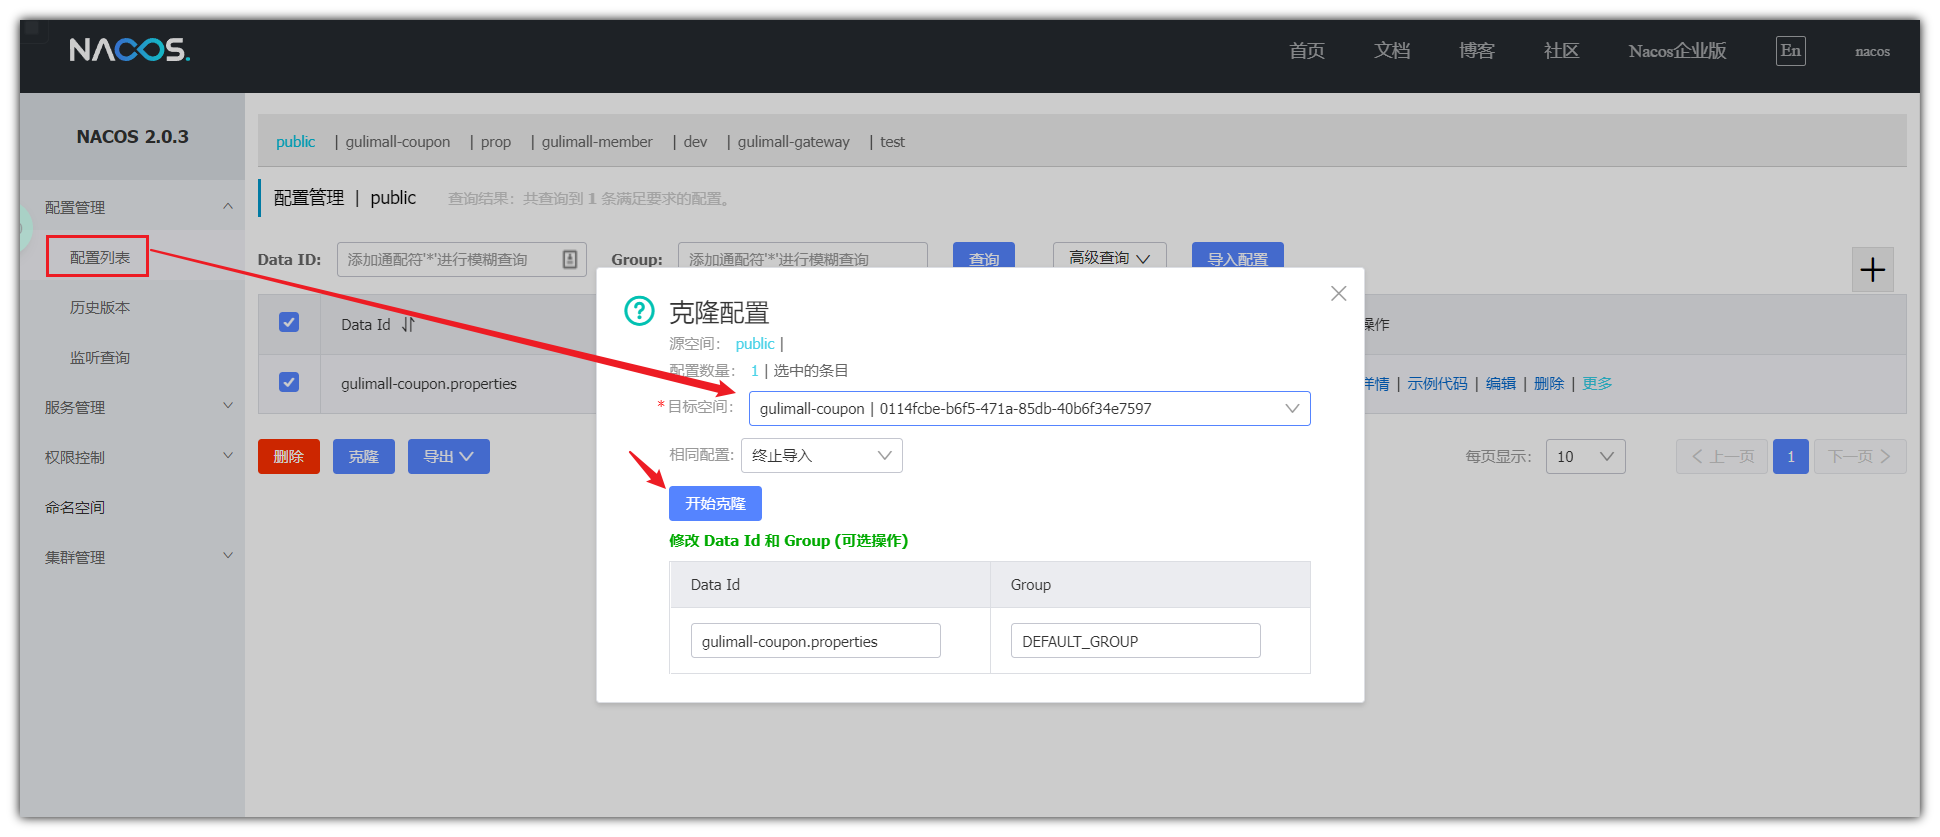 NACOS.
首页 文档 博客 社区 Nacos企业版 En nacos
NACOS 2.0.3
配置管理
配置列表
历史版本
监听查询
服务管理
权限控制
命名空间
集群管理
public | gulimall-coupon | prop | gulimall-member | dev | gulimall-gateway | test
配置管理 | public 查询结果：共查询到 1 条满足要求的配置。
Data ID: 添加通配符'*'进行模糊查询 Group: 添加通配符'*'进行模糊查询 查询 高级查询 导入配置
Data Id 操作
gulimall-coupon.properties 详情 | 示例代码 | 编辑 | 删除 | 更多
删除 克隆 导出 每页显示: 10 上一页 1 下一页
克隆配置
源空间: public |
配置数量: 1 | 选中的条目
*目标空间: gulimall-coupon | 0114fcbe-b6f5-471a-85db-40b6f34e7597
相同配置: 终止导入
开始克隆
修改 Data Id 和 Group (可选操作)
Data Id Group
gulimall-coupon.properties DEFAULT_GROUP